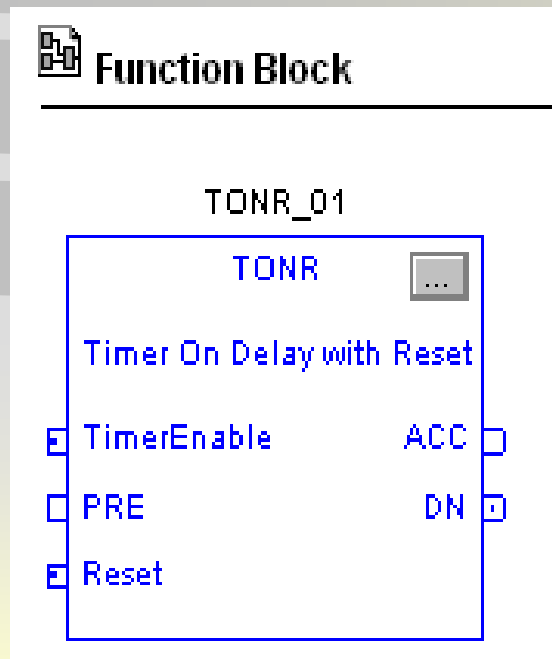 Function Block
TONR_01
TONR
...
Timer On Delay with Reset
TimerEnable ACC
PRE DN
Reset